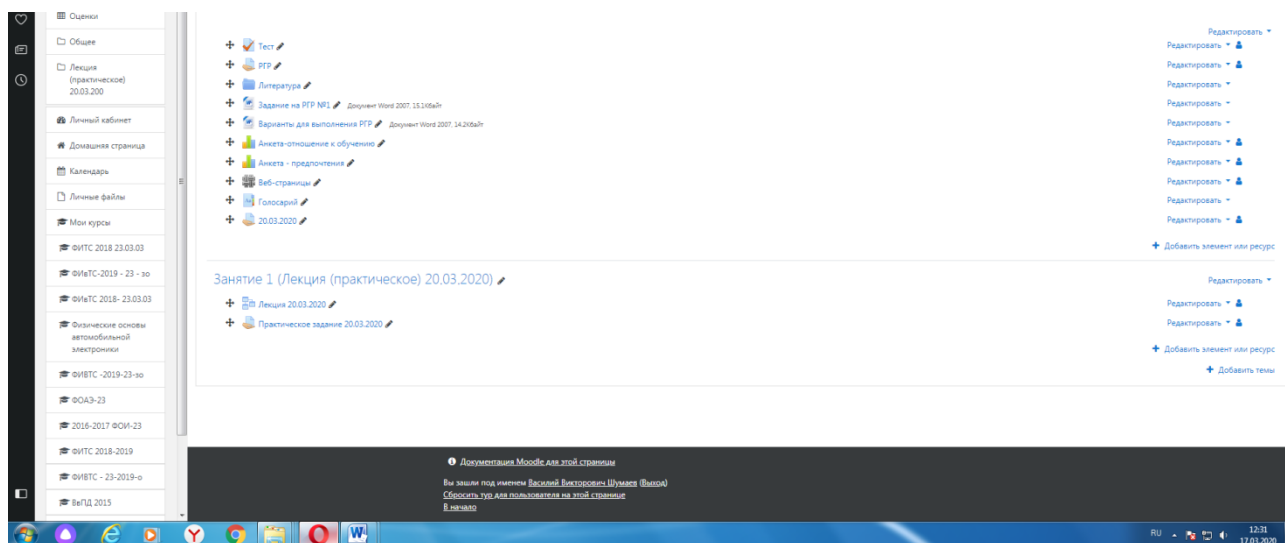 Оценки
Общее
Лекция
(практическое)
20.03.200
Личный кабинет
Домашняя страница
Календарь
Личные файлы
Мои курсы
ФИТС 2018 23.03.03
ФИвТС-2019 - 23 - зо
ФИвТС 2018- 23.03.03
Физические основы
автомобильной
электроники
ФИВТС -2019-23-зо
ФОАЭ-23
2016-2017 ФОИ-23
ФИТС 2018-2019
ФИВТС - 23-2019-о
ВвПД 2015
Редактировать
Тест Редактировать
РГР Редактировать
Литература Редактировать
Задание на РГР №1 Документ Word 2007, 15.1Кбайт Редактировать
Варианты для выполнения РГР Документ Word 2007, 14.2Кбайт Редактировать
Анкета-отношение к обучению Редактировать
Анкета - предпочтения Редактировать
Веб-страницы Редактировать
Голосарий Редактировать
20.03.2020 Редактировать
Добавить элемент или ресурс
Занятие 1 (Лекция (практическое) 20.03.2020) Редактировать
Лекция 20.03.2020 Редактировать
Практическое задание 20.03.2020 Редактировать
Добавить элемент или ресурс
Добавить темы
Документация Moodle для этой страницы
Вы зашли под именем Василий Викторович Шумаев (Выход)
Сбросить тур для пользователя на этой странице
В начало
RU 12:31
17.03.2020